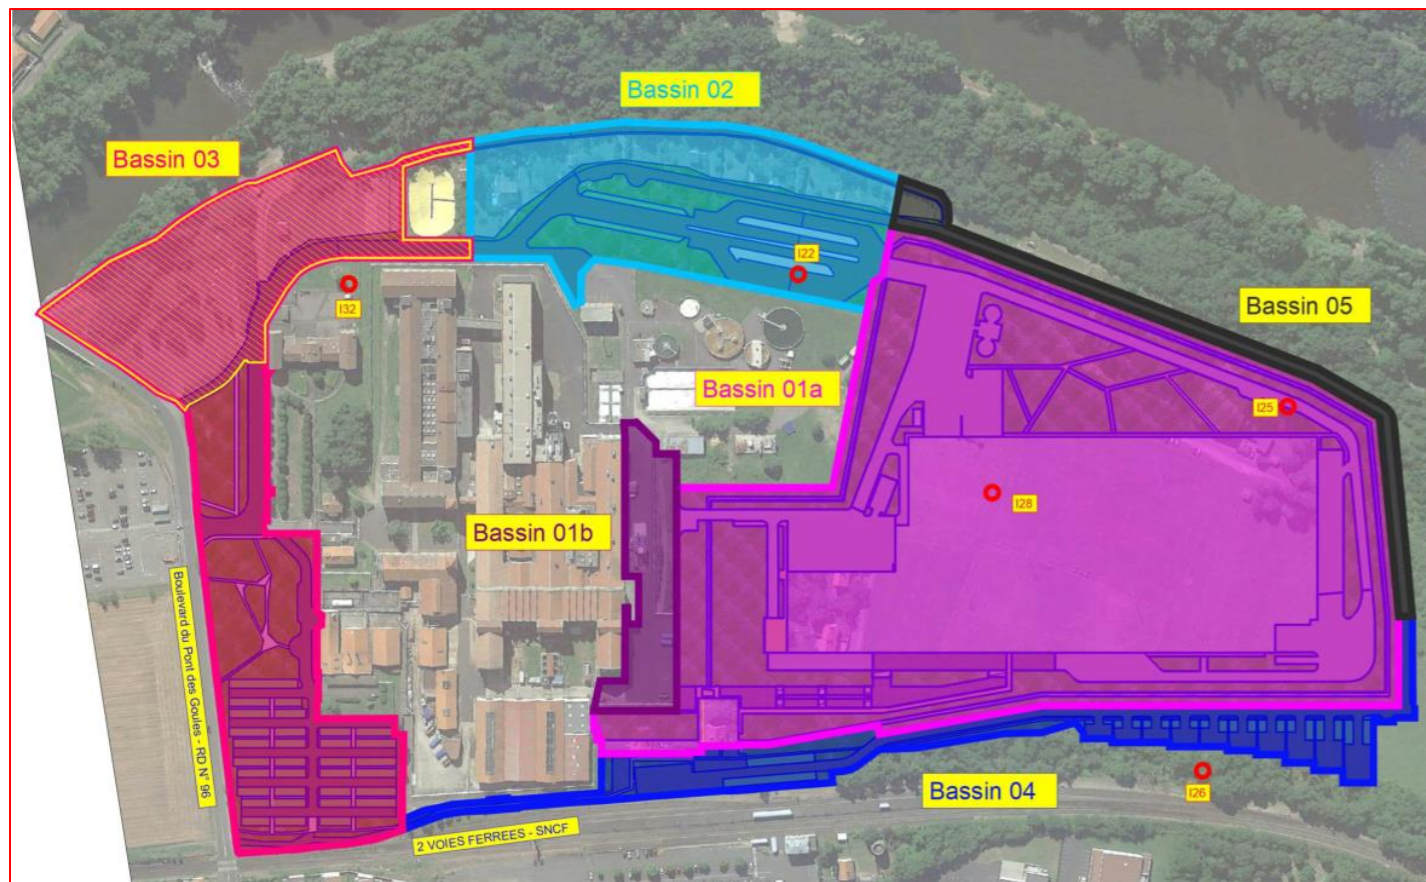 Bassin 02
Bassin 03
I22
I32
Bassin 05
Bassin 01a
I25
I28
Bassin 01b
Boulevard du Pont des Goules - RD N° 96
Bassin 04
I26
2 VOIES FERREES - SNCF